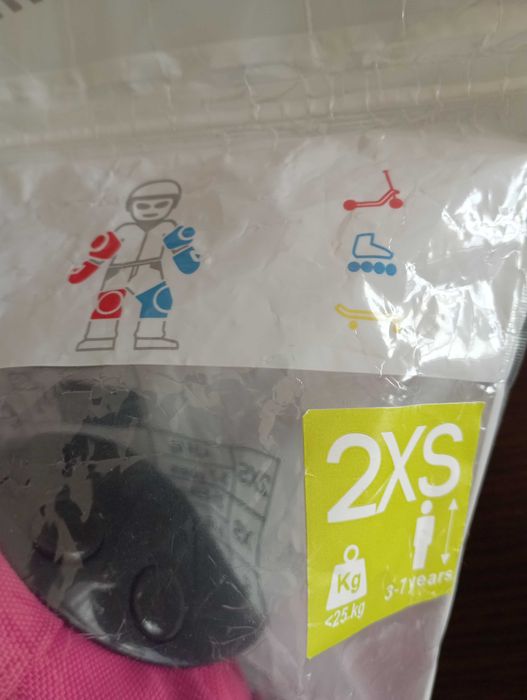 2XS
Kg
<25.kg
3-7 years